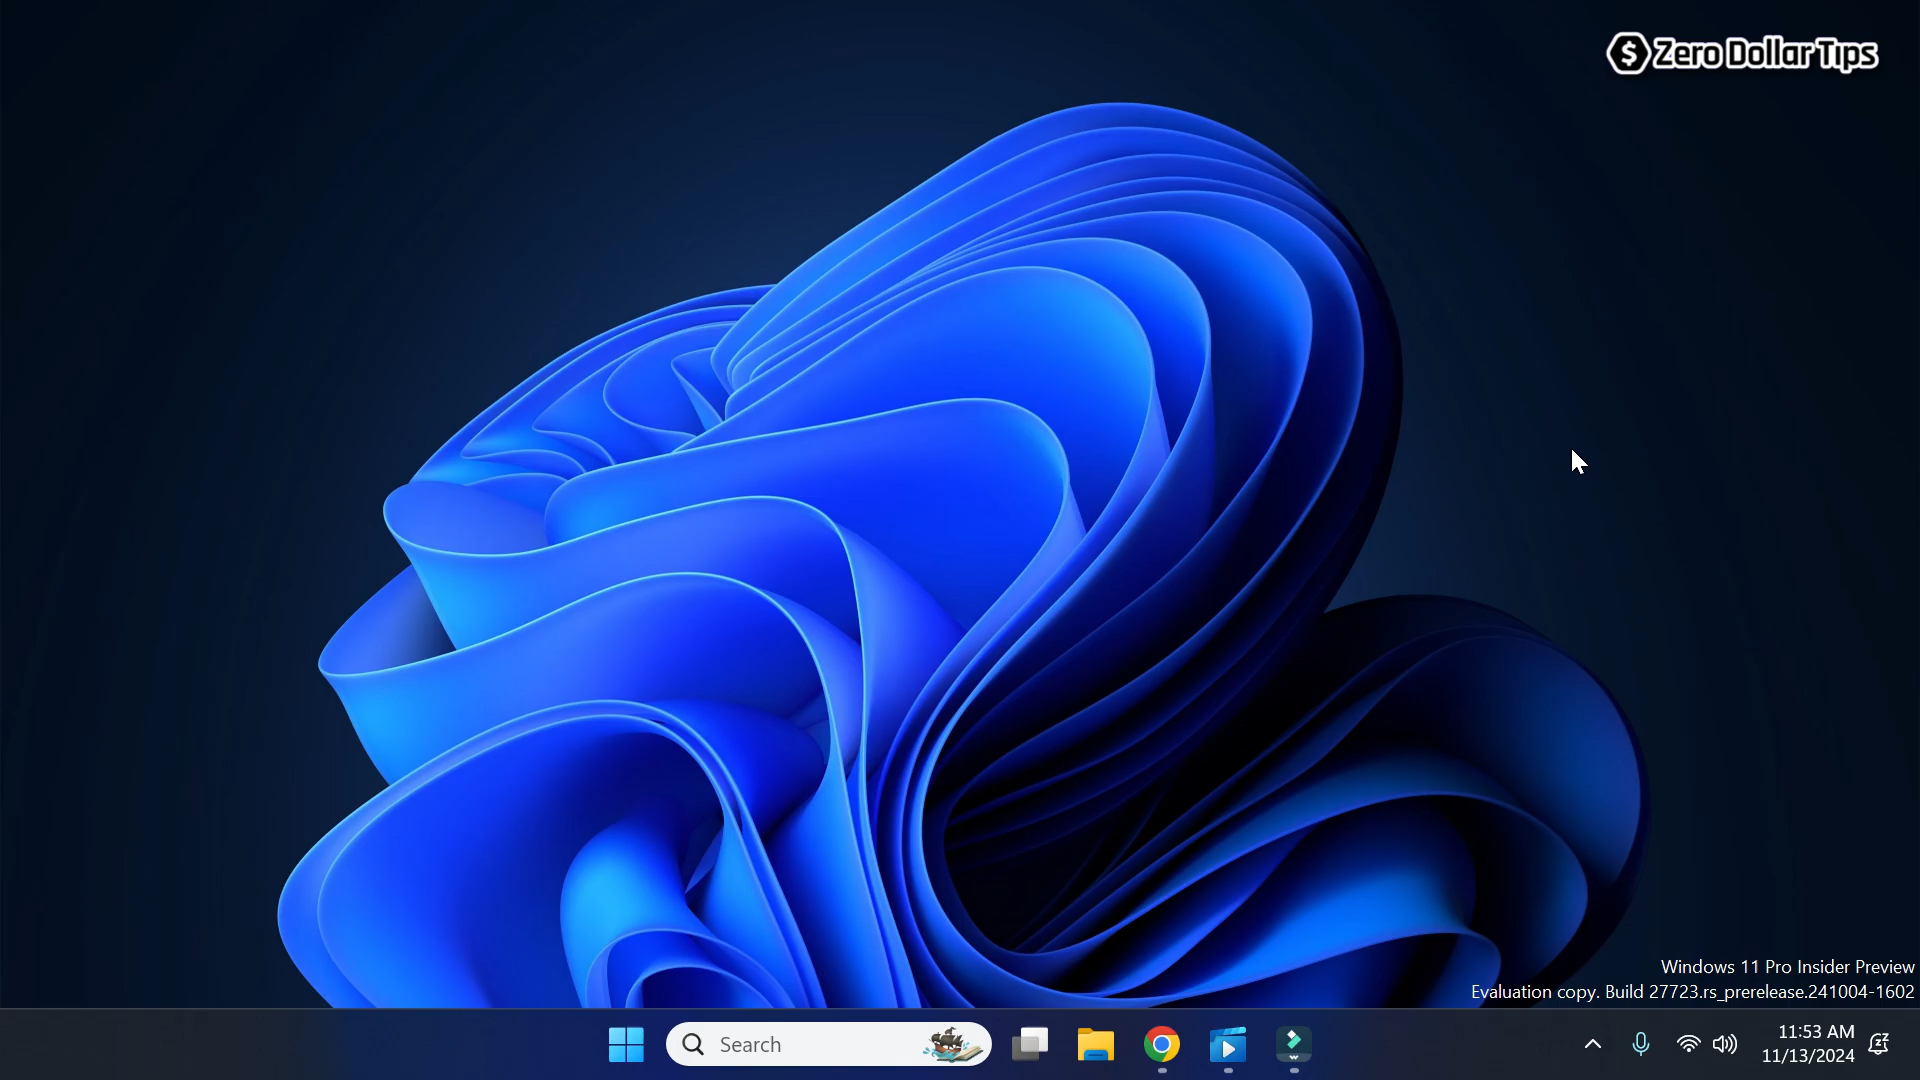 Zero Dollar Tips
Windows 11 Pro Insider Preview
Evaluation copy. Build 27723.rs_prerelease.241004-1602
Search
11:53 AM
11/13/2024